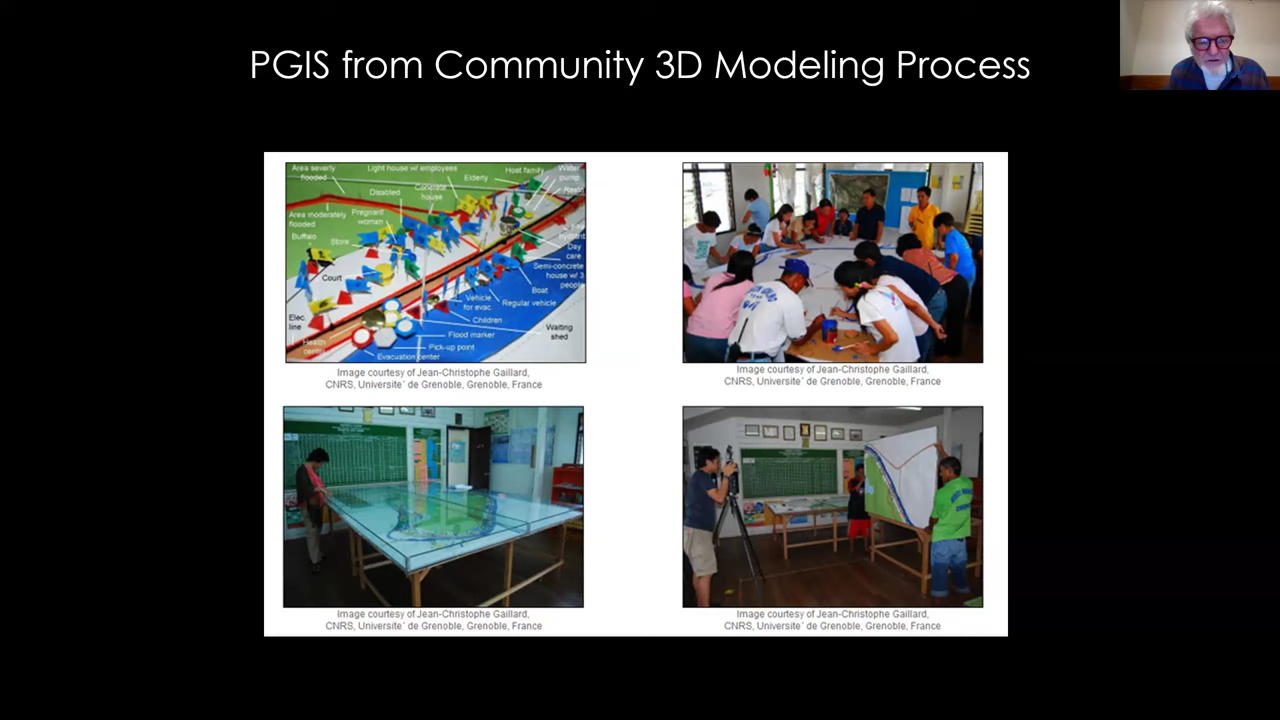 PGIS from Community 3D Modeling Process
Area severly
flooded
Light house w/ employees
Host family
Water
pump
Elderly
Disabled
Concrete
house
Area moderately
flooded
Pregnant
woman
Buffalo
Store
Day
care
Court
Semi-concrete
house w/ 3
people
Boat
Vehicle
for evac.
Regular vehicle
Elec.
line
Children
Waiting
shed
Flood marker
Health
Pick-up point
Evacuation center
Image courtesy of Jean-Christophe Gaillard,
CNRS, Universite´ de Grenoble, Grenoble, France
Image courtesy of Jean-Christophe Gaillard,
CNRS, Universite´ de Grenoble, Grenoble, France
Image courtesy of Jean-Christophe Gaillard,
CNRS, Universite´ de Grenoble, Grenoble, France
Image courtesy of Jean-Christophe Gaillard,
CNRS, Universite´ de Grenoble, Grenoble, France